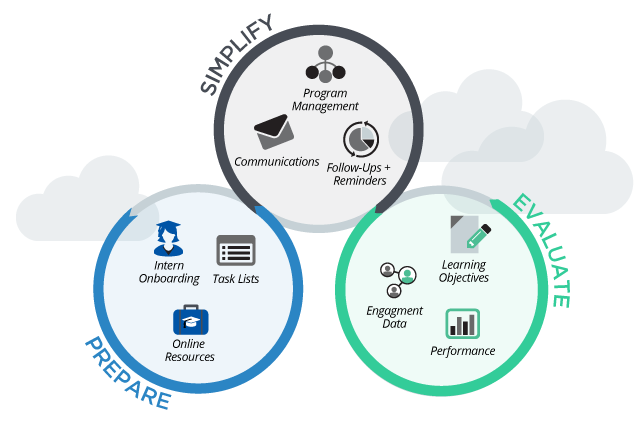 SIMPLIFY
Program
Management
Communications
Follow-Ups +
Reminders
PREPARE
Intern
Onboarding
Task Lists
Online
Resources
EVALUATE
Learning
Objectives
Engagment
Data
Performance